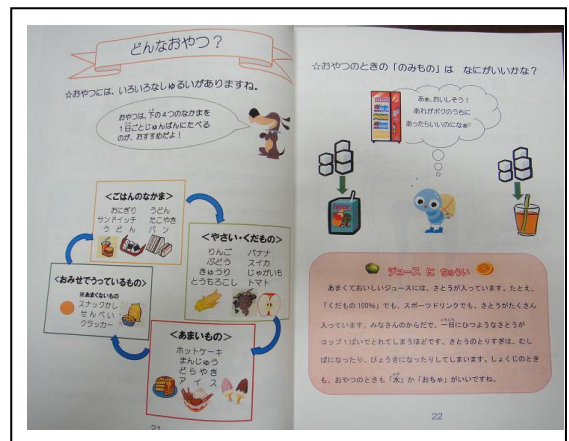 どんなおやつ？
☆おやつには、いろいろなしゅるいがありますね。
おやつは、下の４つのなかまを
１日ごとじゅんばんにたべる
のが、おすすめだよ！
＜ごはんのなかま＞
おにぎり うどん
サンドイッチ たこやき
うどん パン
＜やさい・くだもの＞
りんご バナナ
ぶどう スイカ
きゅうり じゃがいも
とうもろこし トマト
＜あまいもの＞
ホットケーキ
まんじゅう
どらやき
アイス
＜おみせでうっているもの＞
※あまくないもの
スナックかし
せんべい
クラッカー
21
☆おやつのときの「のみもの」は なにがいいかな？
あぁ、おいしそう！
あれがボクのうちに
あったらいいのになぁ
ジュース に ちゅうい
あまくておいしいジュースには、さとうが入っています。たとえ、
「くだもの 100％」でも、スポーツドリンクでも、さとうがたくさん
入っています。みなさんのからだで、一日にひつようなさとうが
コップ１ぱいでとれてしまうほどです。さとうのとりすぎは、むし
ばになったり、びょうきになったりしてしまいます。しょくじのとき
も、おやつのときも「水」か「おちゃ」がいいですね。
22